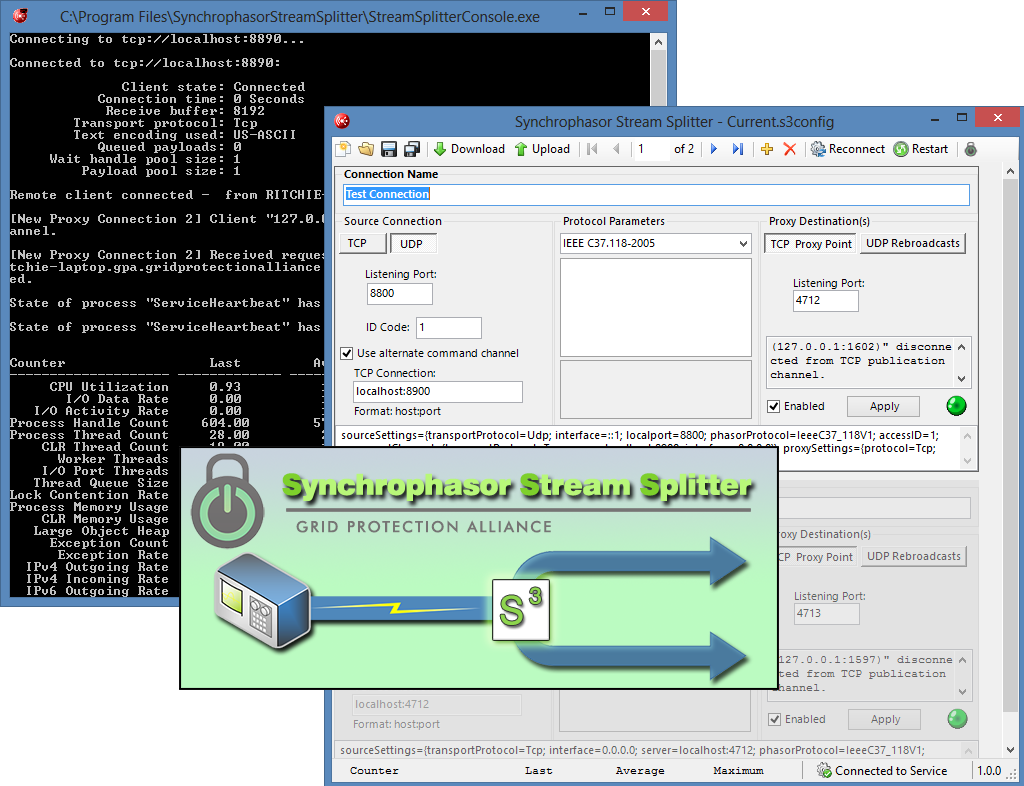 C:\Program Files\SynchrophasorStreamSplitter\StreamSplitterConsole.exe
Connecting to tcp://localhost:8890...
Connected to tcp://localhost:8890:
Client state: Connected
Connection time: 0 Seconds
Receive buffer: 8192
Transport protocol: Tcp
Text encoding used: US-ASCII
Queued payloads: 0
Wait handle pool size: 1
Payload pool size: 1
Remote client connected - from RITCHIE-
[New Proxy Connection 2] Client "127.0.0
annel.
[New Proxy Connection 2] Received reques
tchie-laptop.gpa.gridprotectionalliance
ed.
State of process "ServiceHeartbeat" has
State of process "ServiceHeartbeat" has
Counter Last
CPU Utilization 0.93
I/O Data Rate 0.00
I/O Activity Rate 0.00
Process Handle Count 604.00
Process Thread Count 28.00
CLR Thread Count
Worker Threads
I/O Port Threads
Thread Queue Size
Lock Contention Rate
Process Memory Usage
CLR Memory Usage
Large Object Heap
Exception Count
Exception Rate
IPv4 Outgoing Rate
IPv4 Incoming Rate
IPv6 Outgoing Rate
Synchrophasor Stream Splitter - Current.s3config
Download Upload 1 of 2 Reconnect Restart
Connection Name
Test Connection
Source Connection
TCP UDP
Listening Port:
8800
ID Code: 1
Use alternate command channel
TCP Connection:
localhost:8900
Format: host:port
Protocol Parameters
IEEE C37.118-2005
Proxy Destination(s)
TCP Proxy Point UDP Rebroadcasts
Listening Port:
4712
(127.0.0.1:1602)" disconne
cted from TCP publication
channel.
Enabled Apply
sourceSettings={transportProtocol=Udp; interface=::1; localport=8800; phasorProtocol=IeeeC37_118V1; accessID=1;
proxySettings={protocol=Tcp;
Synchrophasor Stream Splitter
GRID PROTECTION ALLIANCE
S3
roxy Destination(s)
CP Proxy Point UDP Rebroadcasts
Listening Port:
4713
127.0.0.1:1597)" disconne
ted from TCP publication
hannel.
localhost:4712
Format: host:port
Enabled Apply
sourceSettings={transportProtocol=Tcp; interface=0.0.0.0; server=localhost:4712; phasorProtocol=IeeeC37_118V1;
Counter Last Average Maximum
Connected to Service 1.0.0